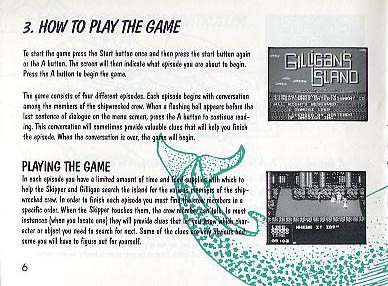 3. HOW TO PLAY THE GAME
To start the game press the Start button once and then press the start button again
or the A button. The screen will then indicate what episode you are about to begin.
Press the A button to begin the game.
The game consists of four different episodes. Each episode begins with conversation
among the members of the shipwrecked crew. When a flashing ball appears before the
last sentence of dialogue on the menu screen, press the A button to continue read-
ing. This conversation will sometimes provide valuable clues that will help you finish
the episode. When the conversation is over, the game will begin.
PLAYING THE GAME
In each episode you have a limited amount of time and food supplies with which to
help the Skipper and Gilligan search the island for the various members of the ship-
wrecked crew. In order to finish each episode you must find the crew members in a
specific order. When the Skipper touches them, the crew member can talk. In most
instances (when you locate one) they will provide clues that let you know which char-
acter or object you need to search for next. Some of the clues are very obvious and
some you will have to figure out for yourself.
6
GILLIGANS
ISLAND
WHERE IS